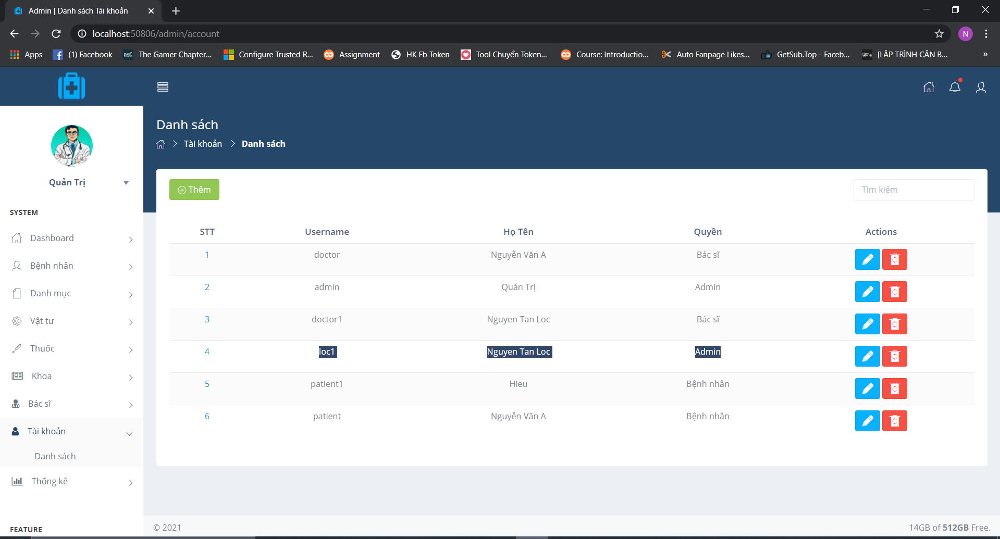 Admin | Danh sách Tài khoản
localhost:50806/admin/account
N
Apps (1) Facebook The Gamer Chapter... Configure Trusted R... Assignment HK Fb Token Tool Chuyển Token... Course: Introductio... Auto Fanpage Likes... GetSub.Top - Faceb... [LẬP TRÌNH CĂN B... »
Quản Trị
SYSTEM
Dashboard
Bệnh nhân
Danh mục
Vật tư
Thuốc
Khoa
Bác sĩ
Tài khoản
Danh sách
Thống kê
FEATURE
Danh sách
Tài khoản Danh sách
Thêm Tìm kiếm
STT Username Họ Tên Quyền Actions
1 doctor Nguyễn Văn A Bác sĩ
2 admin Quản Trị Admin
3 doctor1 Nguyen Tan Loc Bác sĩ
4 loc1 Nguyen Tan Loc Admin
5 patient1 Hieu Bệnh nhân
6 patient Nguyễn Văn A Bệnh nhân
© 2021 14GB of 512GB Free.